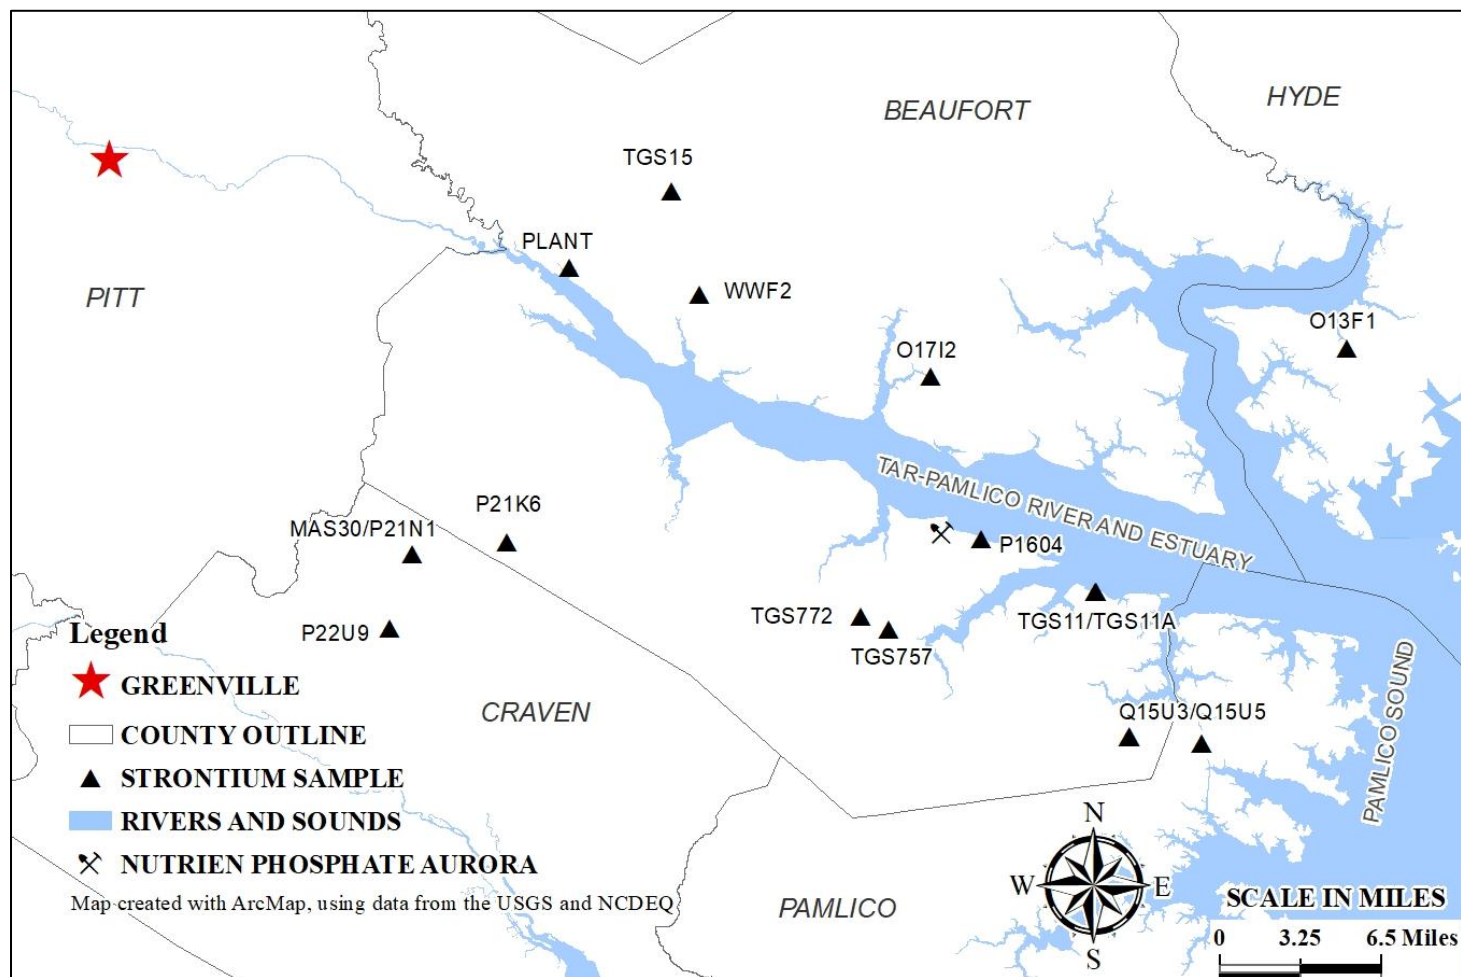 HYDE
BEAUFORT
TGS15
PLANT
PITT
WWF2
O13F1
O17I2
TAR-PAMLICO RIVER AND ESTUARY
P21K6
MAS30/P21N1
P1604
TGS772
TGS11/TGS11A
P22U9
TGS757
PAMLICO SOUND
CRAVEN
Q15U3/Q15U5
PAMLICO
Legend
GREENVILLE
COUNTY OUTLINE
STRONTIUM SAMPLE
RIVERS AND SOUNDS
NUTRIEN PHOSPHATE AURORA
Map created with ArcMap, using data from the USGS and NCDEQ
N
W E
S
SCALE IN MILES
0 3.25 6.5 Miles